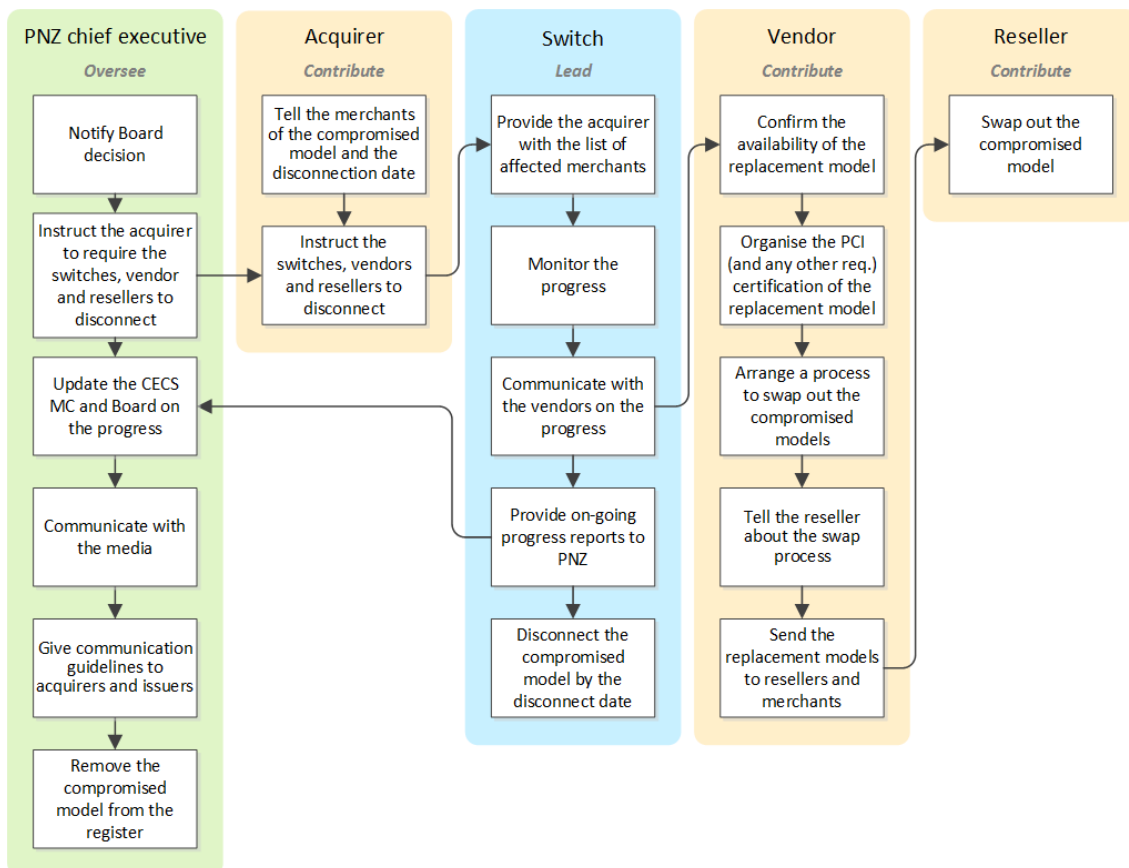 PNZ chief executive
Oversee
Notify Board
decision
Instruct the acquirer
to require the
switches, vendor
and resellers to
disconnect
Update the CECS
MC and Board on
the progress
Communicate with
the media
Give communication
guidelines to
acquirers and issuers
Remove the
compromised
model from the
register
Acquirer
Contribute
Tell the merchants
of the compromised
model and the
disconnection date
Instruct the
switches, vendors
and resellers to
disconnect
Switch
Lead
Provide the acquirer
with the list of
affected merchants
Monitor the
progress
Communicate with
the vendors on the
progress
Provide on-going
progress reports to
PNZ
Disconnect the
compromised
model by the
disconnect date
Vendor
Contribute
Confirm the
availability of the
replacement model
Organise the PCI
(and any other req.)
certification of the
replacement model
Arrange a process
to swap out the
compromised
models
Tell the reseller
about the swap
process
Send the
replacement models
to resellers and
merchants
Reseller
Contribute
Swap out the
compromised
model